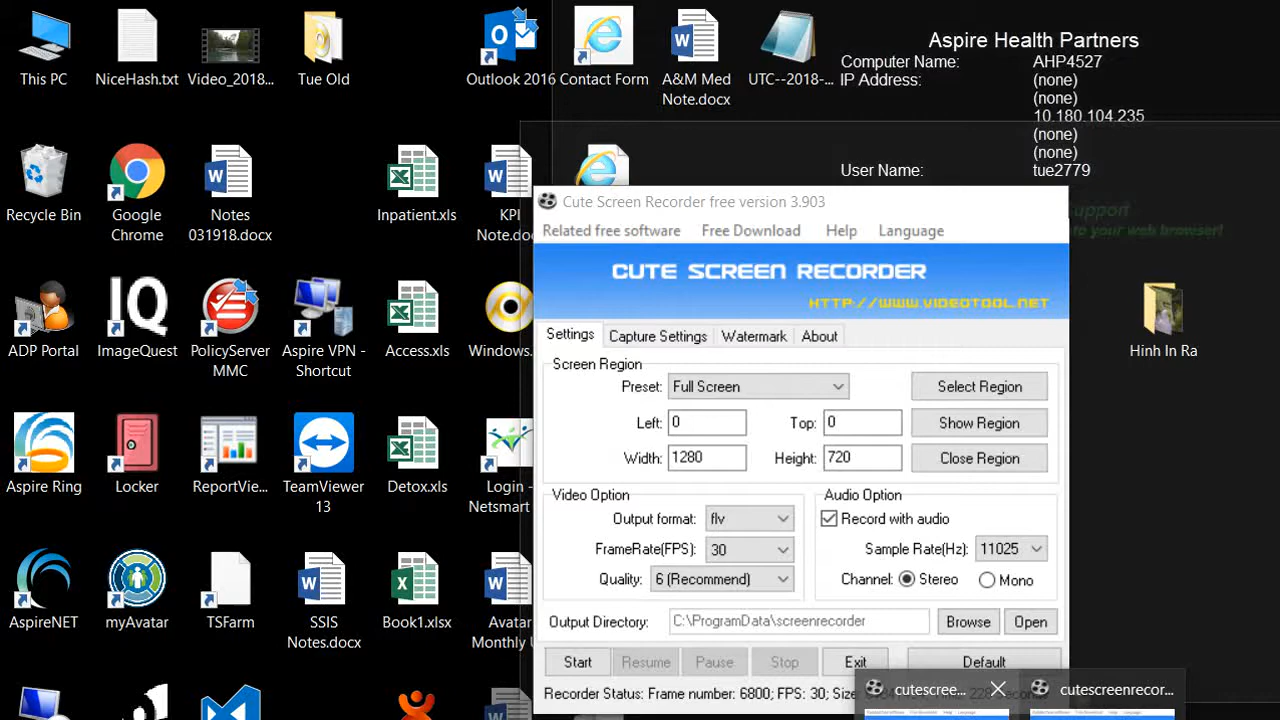 This PC
NiceHash.txt
Video_2018...
Tue Old
Outlook 2016
Contact Form
A&M Med
Note.docx
UTC--2018-...
Aspire Health Partners
Computer Name: AHP4527
IP Address: (none)
(none)
10.180.104.235
(none)
(none)
User Name: tue2779
Support
to your web browser!
Recycle Bin
Google
Chrome
Notes
031918.docx
Inpatient.xls
KPI
Note.do
Cute Screen Recorder free version 3.903
Related free software Free Download Help Language
CUTE SCREEN RECORDER
HTTP://WWW.VIDEOTOOL.NET
Settings Capture Settings Watermark About
Screen Region
Preset: Full Screen Select Region
Left: 0 Top: 0 Show Region
Width: 1280 Height: 720 Close Region
Video Option
Output format: flv
FrameRate(FPS): 30
Quality: 6 (Recommend)
Audio Option
Record with audio
Sample Rate(Hz): 11025
Channel: Stereo Mono
Output Directory: C:\ProgramData\screenrecorder Browse Open
Start Resume Pause Stop Exit Default
Recorder Status: Frame number: 6800; FPS: 30; Size
cutescree...
cutescreenrecor...
ADP Portal
IQ
ImageQuest
PolicyServer
MMC
Aspire VPN -
Shortcut
Access.xls
Windows.
Hinh In Ra
Aspire Ring
Locker
ReportVie...
TeamViewer
13
Detox.xls
Login -
Netsmart
AspireNET
myAvatar
TSFarm
SSIS
Notes.docx
Book1.xlsx
Avatar
Monthly U